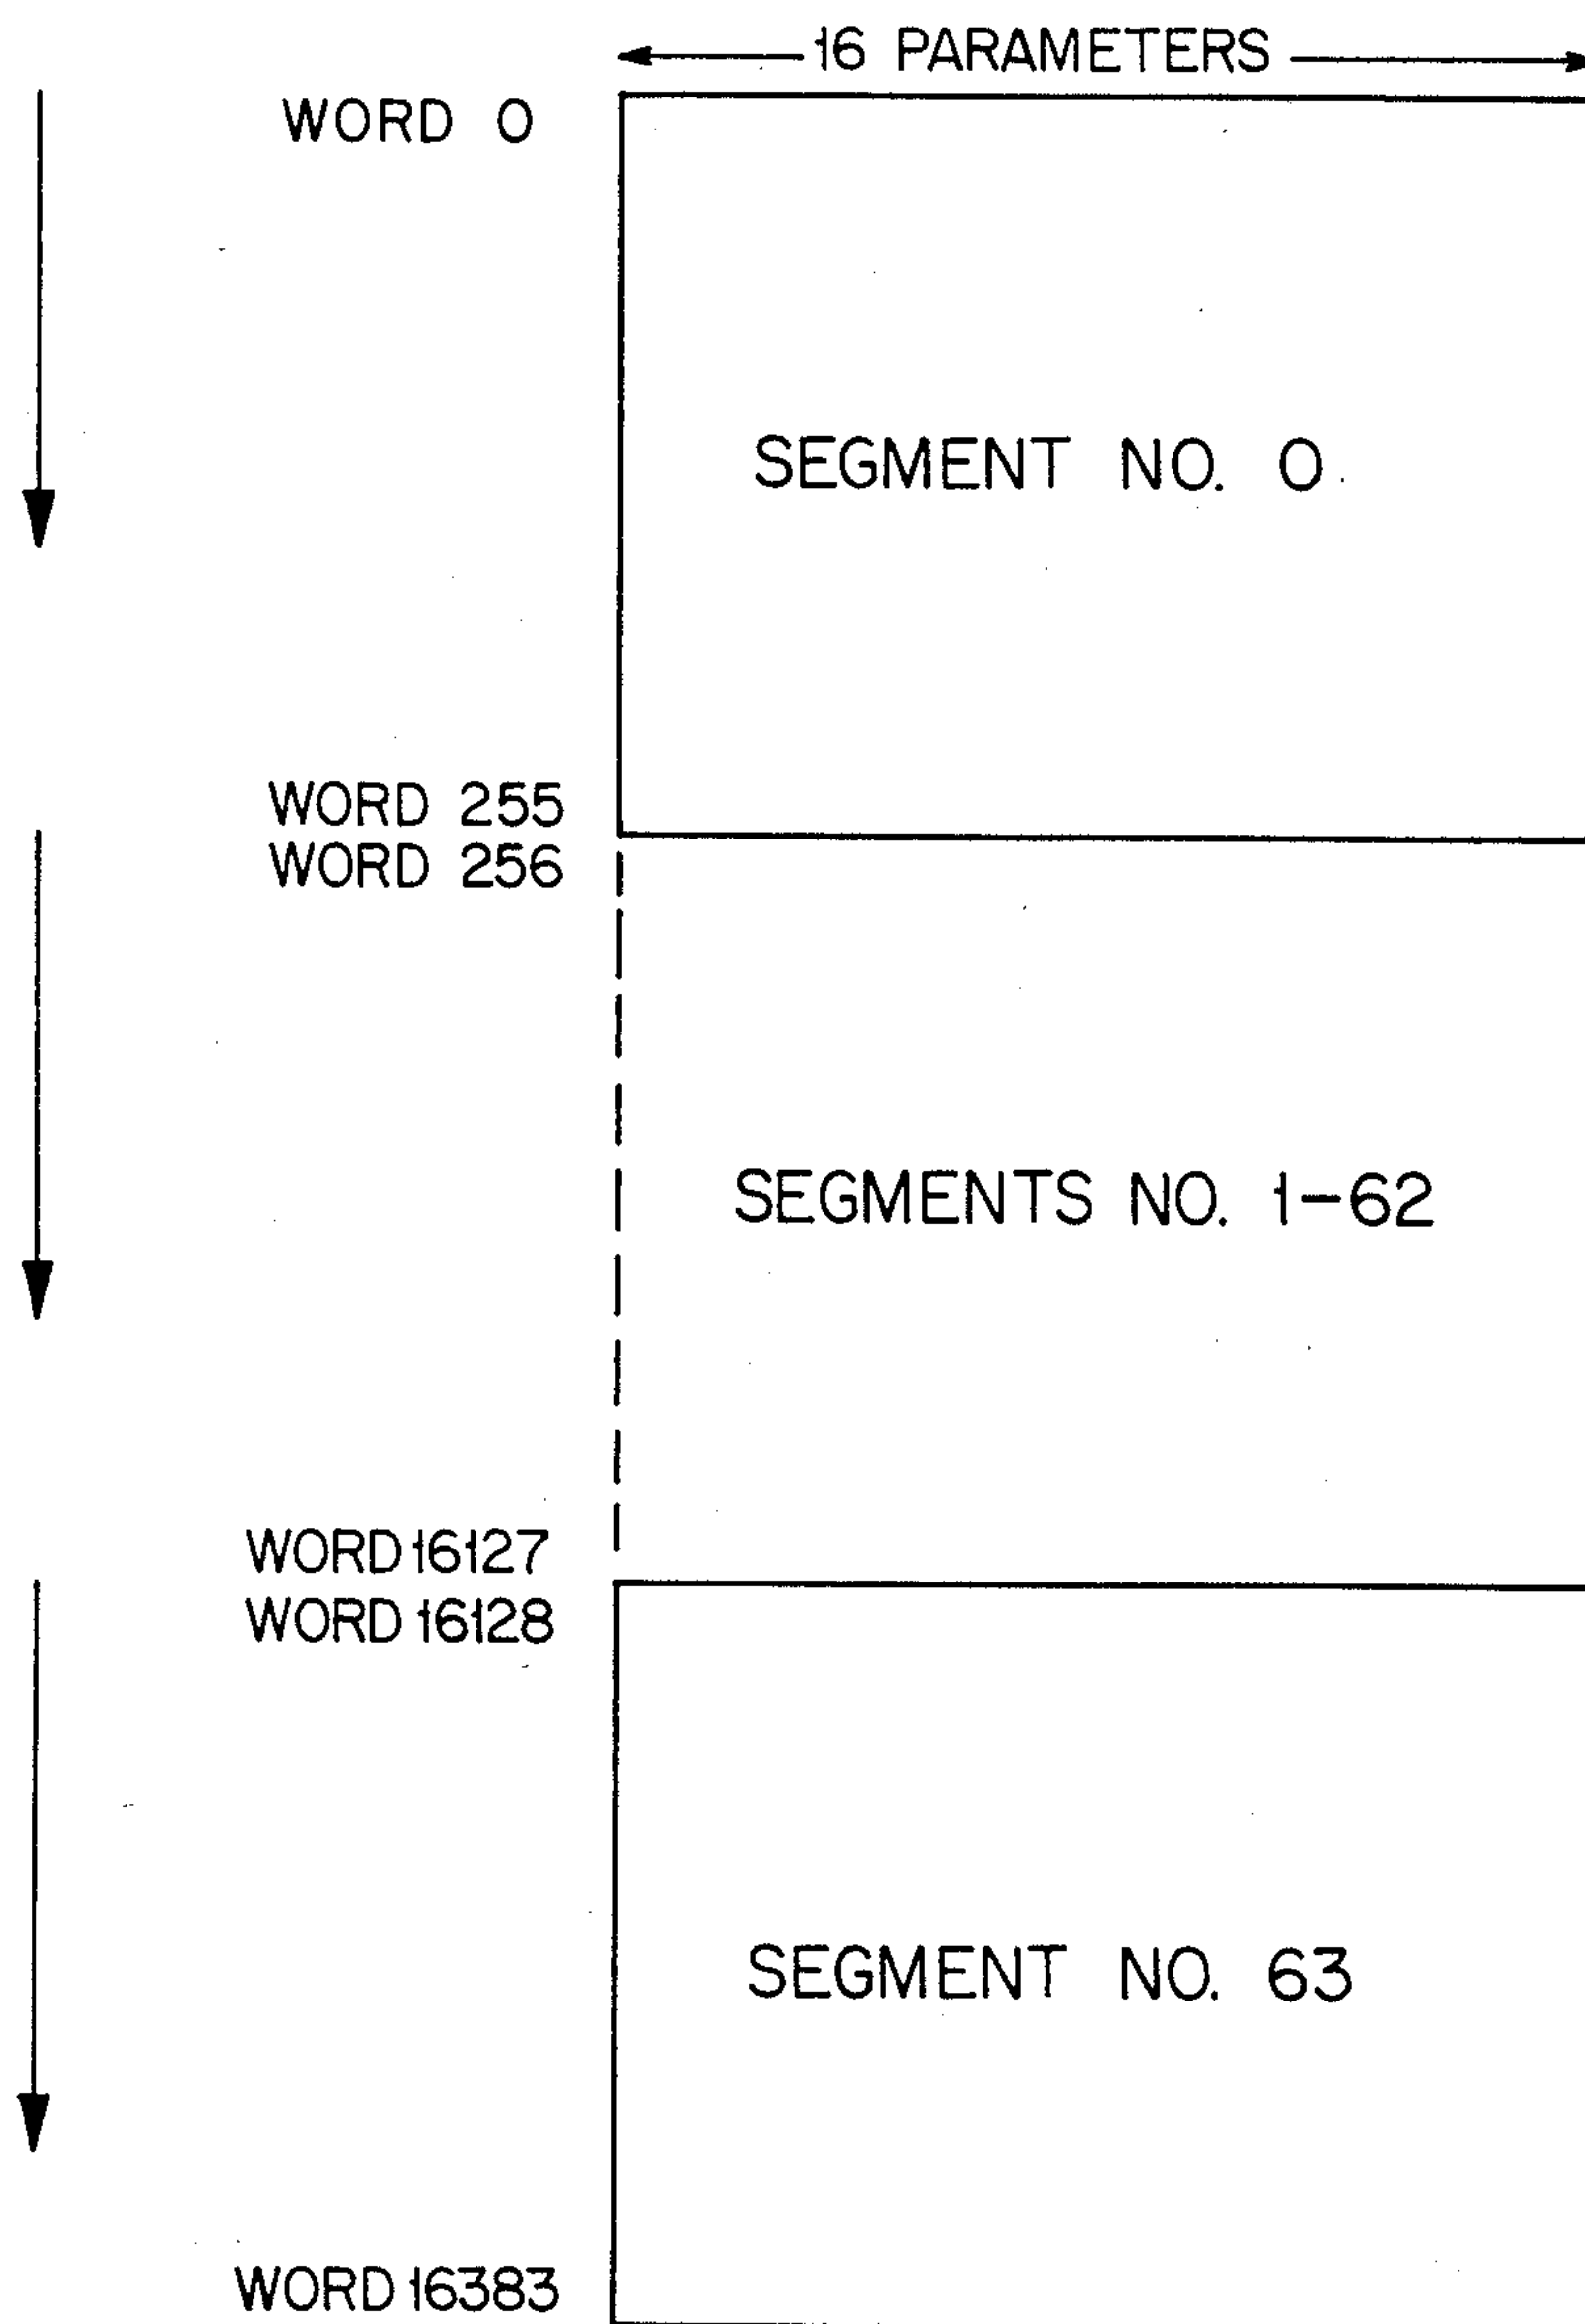 16 PARAMETERS
WORD 0
SEGMENT NO. 0
WORD 255
WORD 256
SEGMENTS NO. 1-62
WORD 16127
WORD 16128
SEGMENT NO. 63
WORD 16383